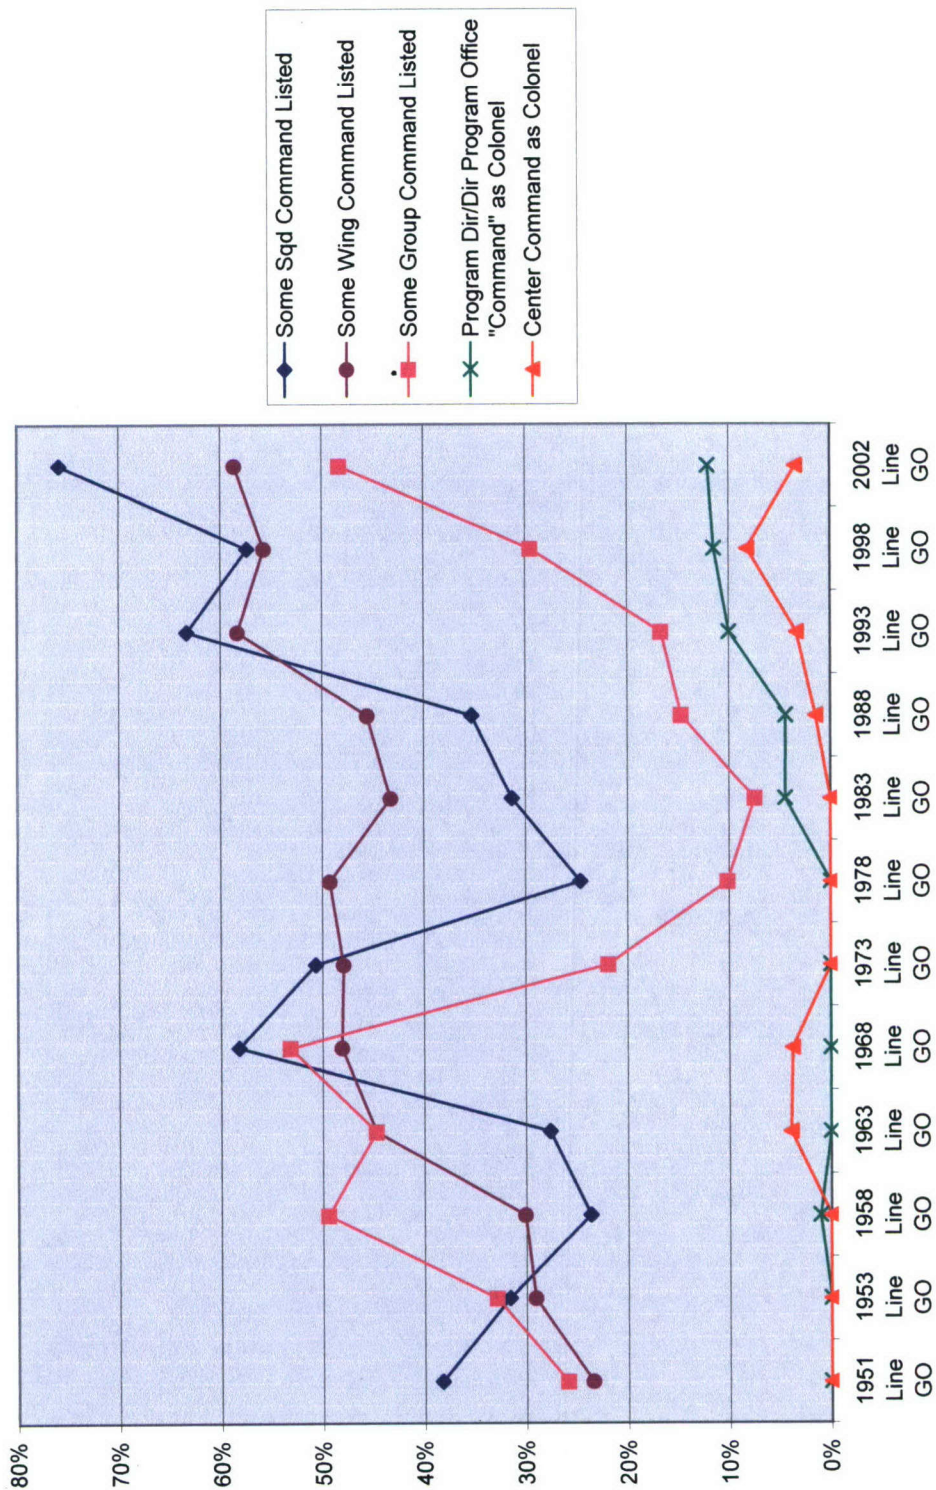 Some Sqd Command Listed
Some Wing Command Listed
Some Group Command Listed
Program Dir/Dir Program Office
"Command" as Colonel
Center Command as Colonel
80%
70%
60%
50%
40%
30%
20%
10%
0%
1951
Line
GO
1953
Line
GO
1958
Line
GO
1963
Line
GO
1968
Line
GO
1973
Line
GO
1978
Line
GO
1983
Line
GO
1988
Line
GO
1993
Line
GO
1998
Line
GO
2002
Line
GO